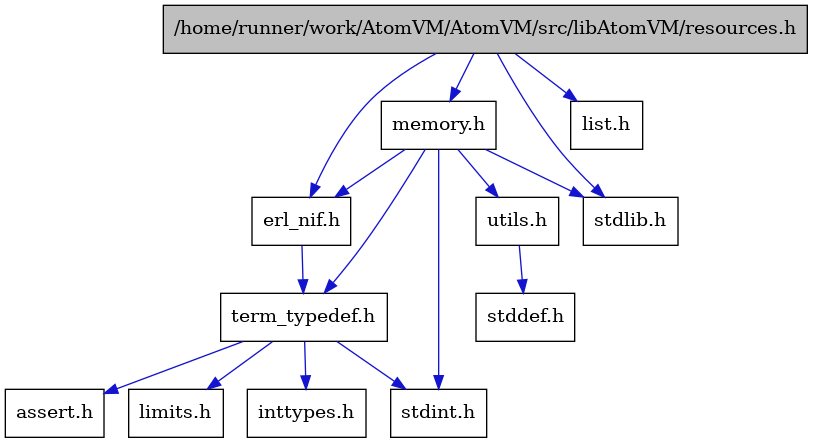 /home/runner/work/AtomVM/AtomVM/src/libAtomVM/resources.h
memory.h
list.h
erl_nif.h
utils.h
stdlib.h
term_typedef.h
stddef.h
assert.h
limits.h
inttypes.h
stdint.h